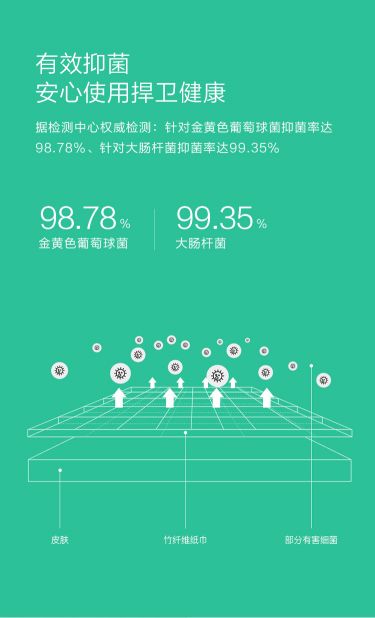 有效抑菌
安心使用捍卫健康
据检测中心权威检测：针对金黄色葡萄球菌抑菌率达
98.78%、针对大肠杆菌抑菌率达99.35%
98.78% 99.35%
金黄色葡萄球菌 大肠杆菌
皮肤 竹纤维纸巾 部分有害细菌